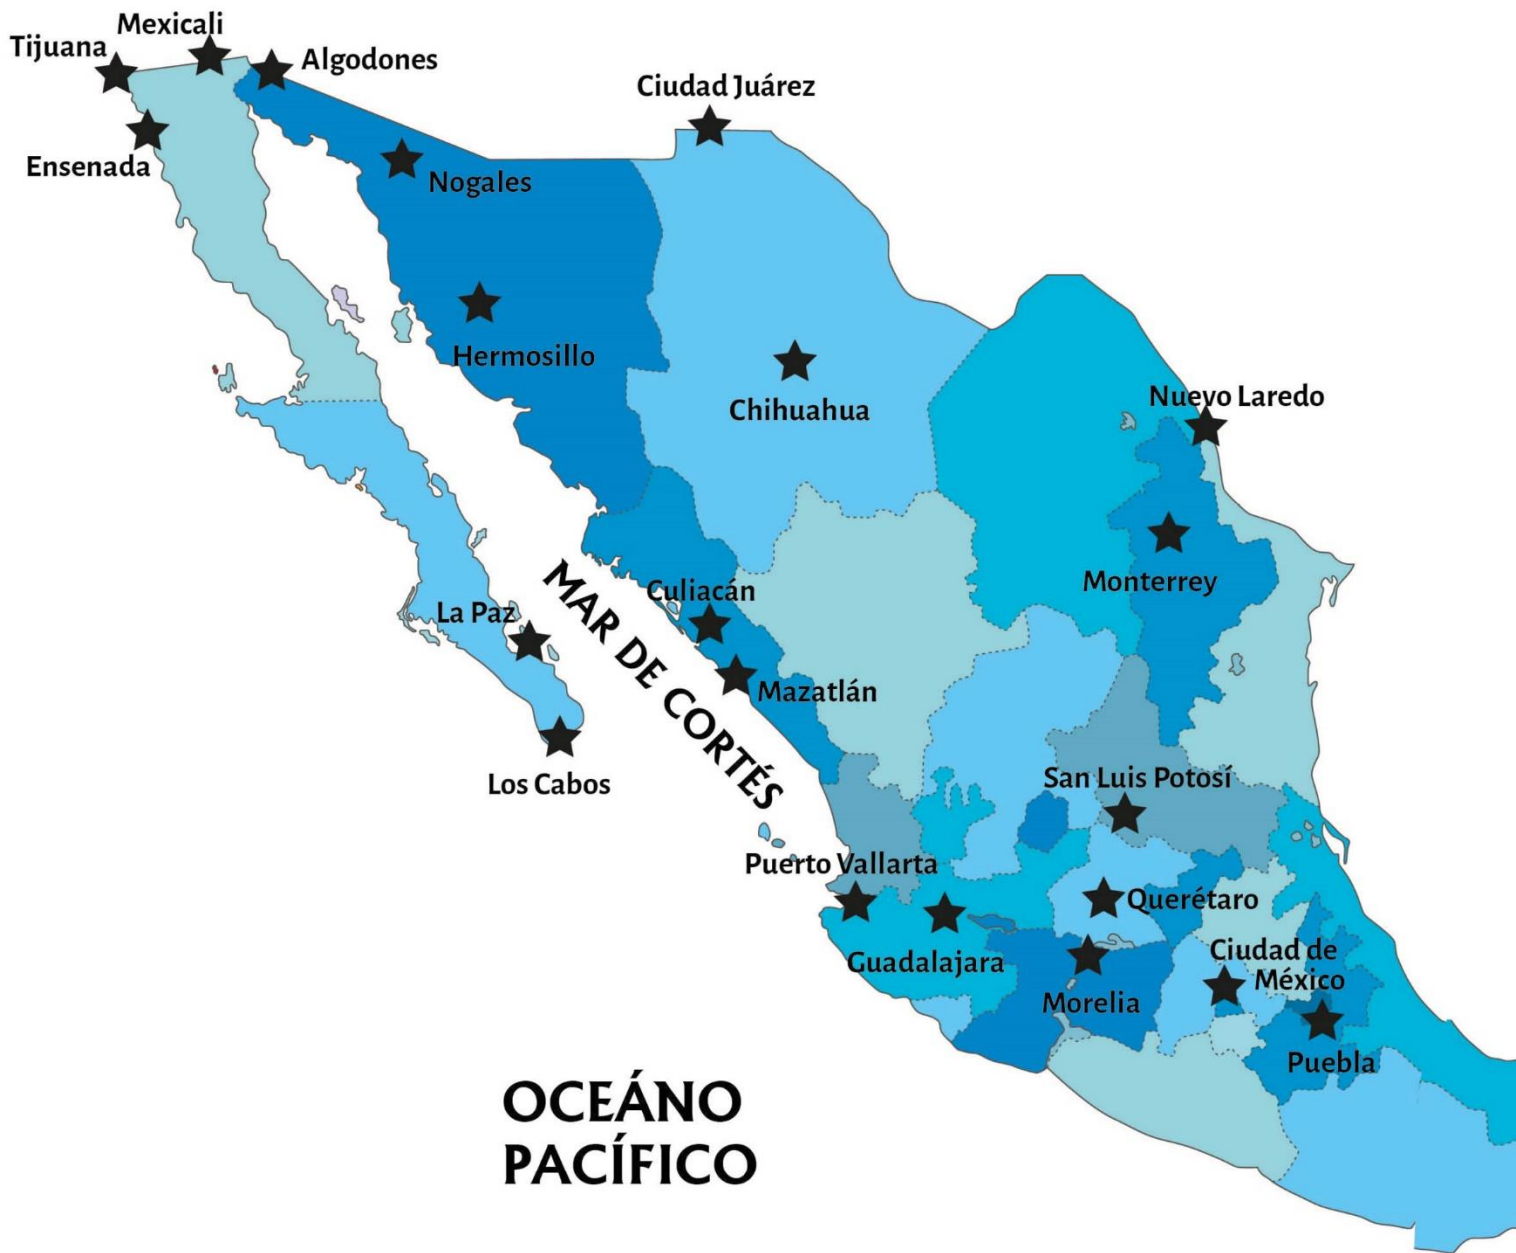 Mexicali
Tijuana
Algodones
Ciudad Juárez
Ensenada
Nogales
Hermosillo
Chihuahua
Nuevo Laredo
Monterrey
Culiacán
La Paz
MAR DE CORTÉS
Mazatlán
Los Cabos
San Luis Potosí
Puerto Vallarta
Querétaro
Guadalajara
Ciudad de
México
Morelia
Puebla
OCEÁNO
PACÍFICO